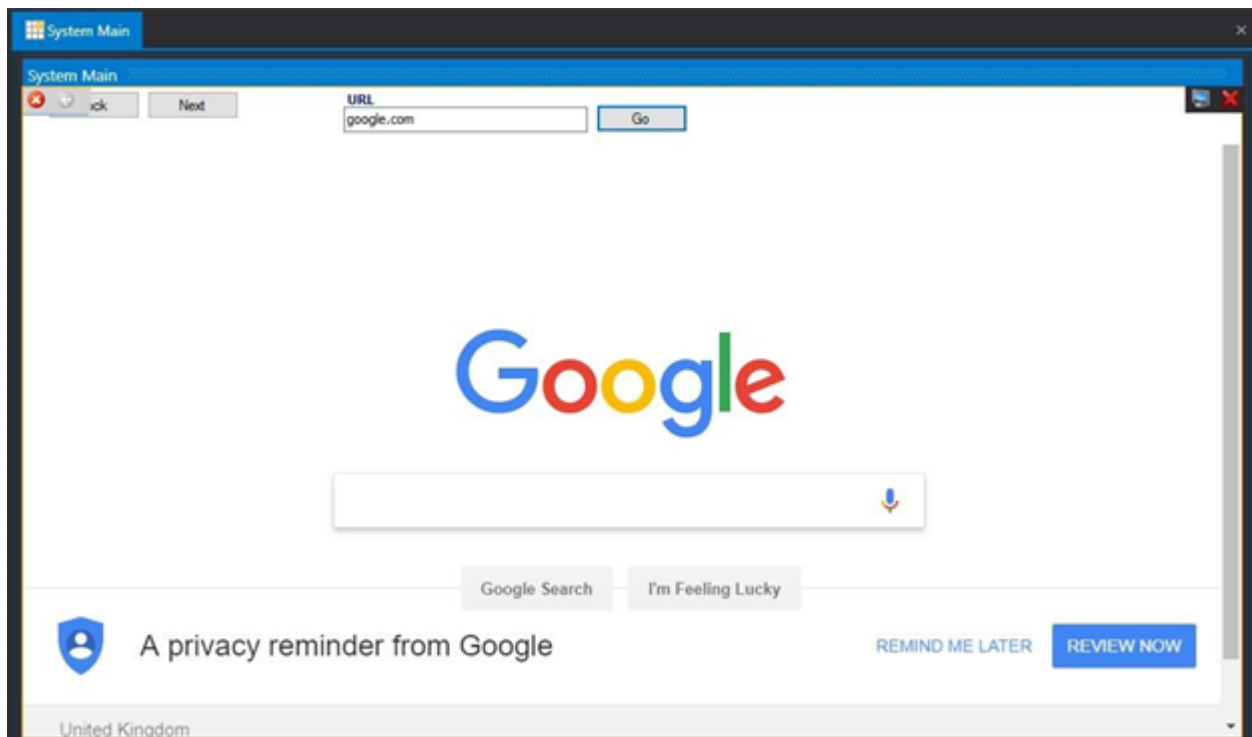 System Main
System Main
ck Next
URL
google.com Go
Google
Google Search I'm Feeling Lucky
A privacy reminder from Google REMIND ME LATER REVIEW NOW
United Kingdom